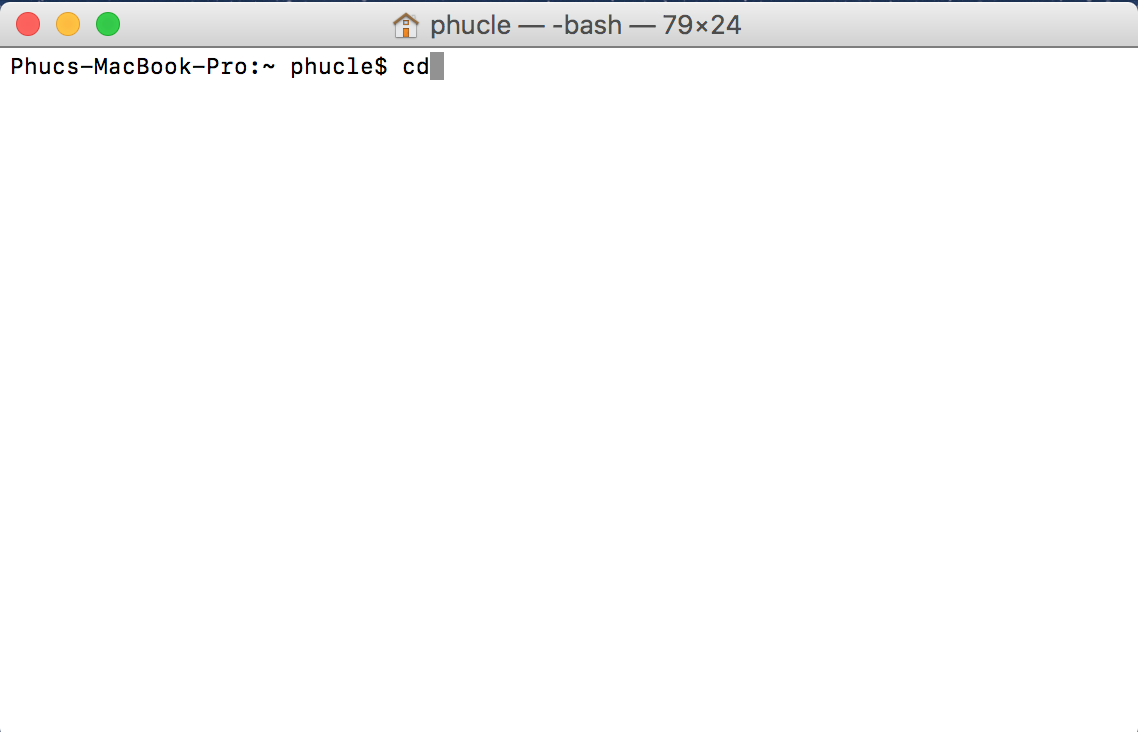 phucle — -bash — 79×24
Phucs-MacBook-Pro:~ phucle$ cd